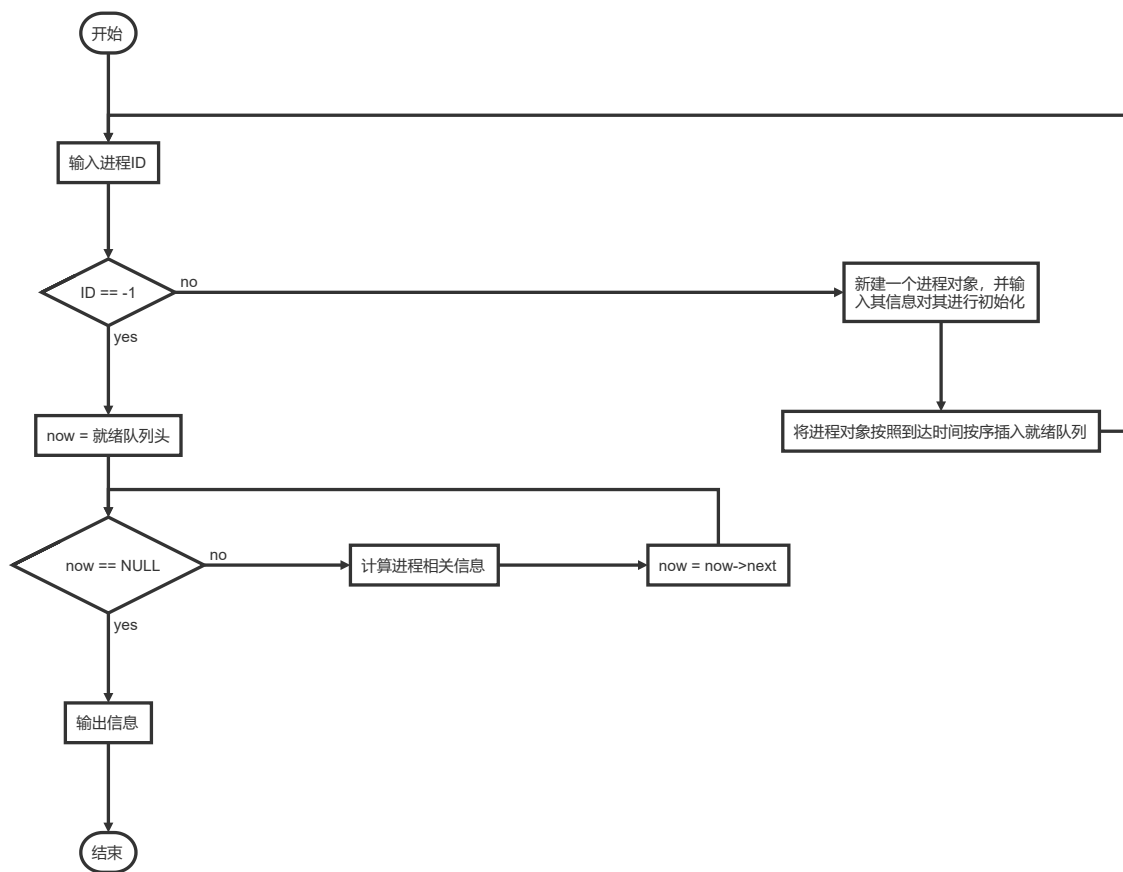 开始
输入进程ID
ID == -1
no
新建一个进程对象，并输
入其信息对其进行初始化
yes
now = 就绪队列头
将进程对象按照到达时间按序插入就绪队列
now == NULL
no
计算进程相关信息
now = now->next
yes
输出信息
结束